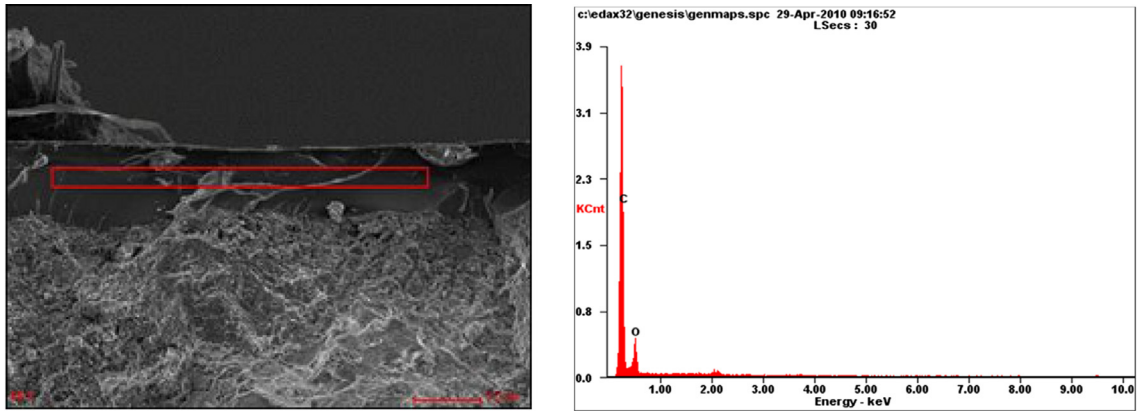 c:\edax32\genesis\genmaps.spc 29-Apr-2010 09:16:52
LSecs : 30
3.9
3.1
2.3
KCnt
1.5
0.8
0.0
C
O
1.00 2.00 3.00 4.00 5.00 6.00 7.00 8.00 9.00 10.0
Energy - keV